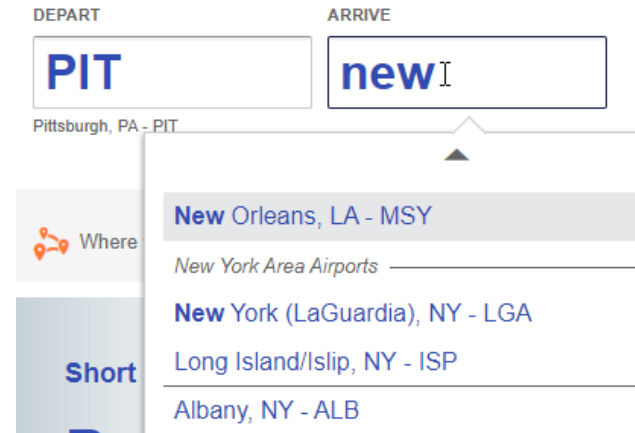 DEPART
ARRIVE
PIT
new
Pittsburgh, PA - PIT
New Orleans, LA - MSY
Where
New York Area Airports
New York (LaGuardia), NY - LGA
Long Island/Islip, NY - ISP
Short
Albany, NY - ALB